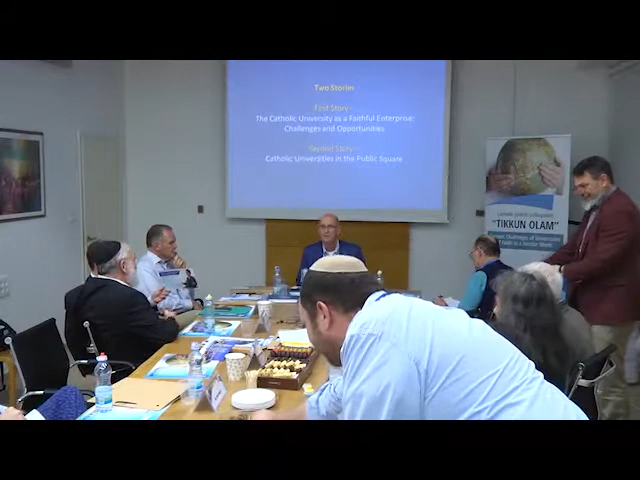 Two Stories
First Story-
The Catholic University as a Faithful Enterprise:
Challenges and Opportunities.
Second Story-
Catholic Universities in the Public Square
"TIKKUN OLAM"